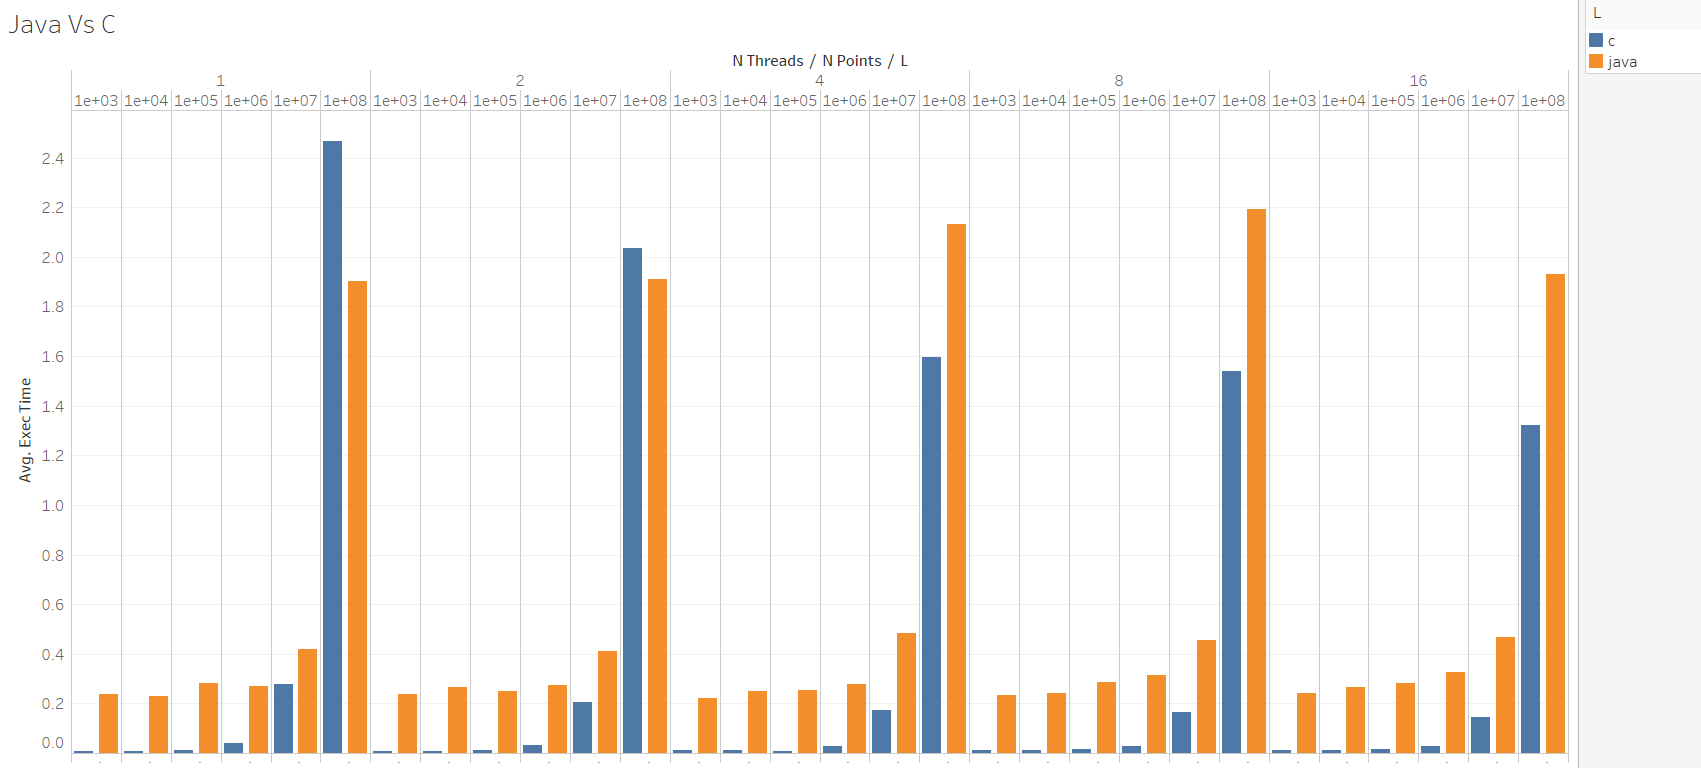 Java Vs C
L
c
java
N Threads / N Points / L
1 2 4 8 16
1e+03 1e+04 1e+05 1e+06 1e+07 1e+08 1e+03 1e+04 1e+05 1e+06 1e+07 1e+08 1e+03 1e+04 1e+05 1e+06 1e+07 1e+08 1e+03 1e+04 1e+05 1e+06 1e+07 1e+08 1e+03 1e+04 1e+05 1e+06 1e+07 1e+08
2.4
2.2
2.0
1.8
1.6
1.4
1.2
1.0
0.8
0.6
0.4
0.2
0.0
Avg. Exec Time